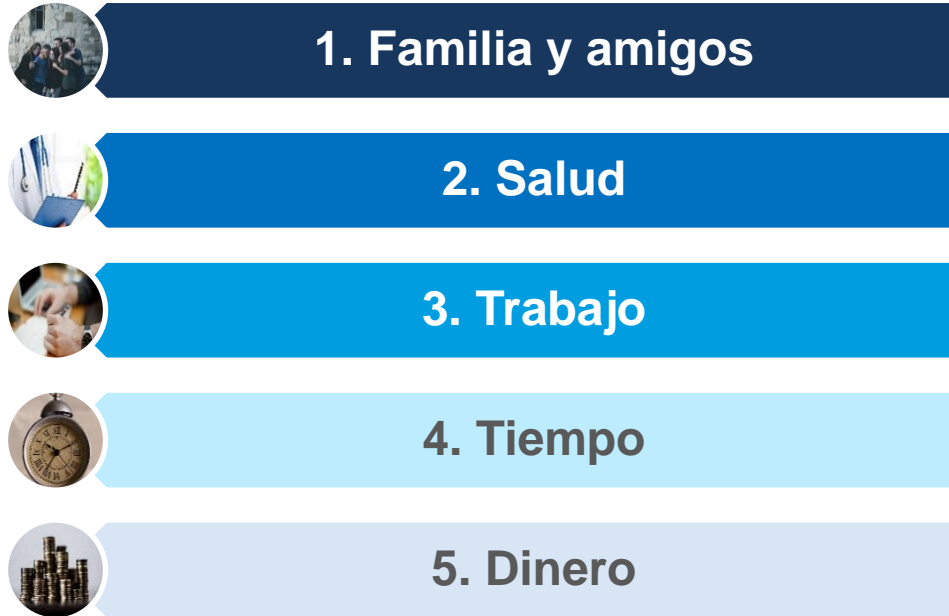 1. Familia y amigos
2. Salud
3. Trabajo
4. Tiempo
5. Dinero